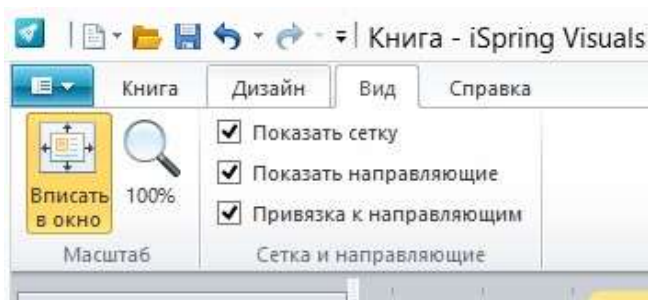 Книга - iSpring Visuals
Книга Дизайн Вид Справка
Вписать в окно
100%
Показать сетку
Показать направляющие
Привязка к направляющим
Масштаб
Сетка и направляющие